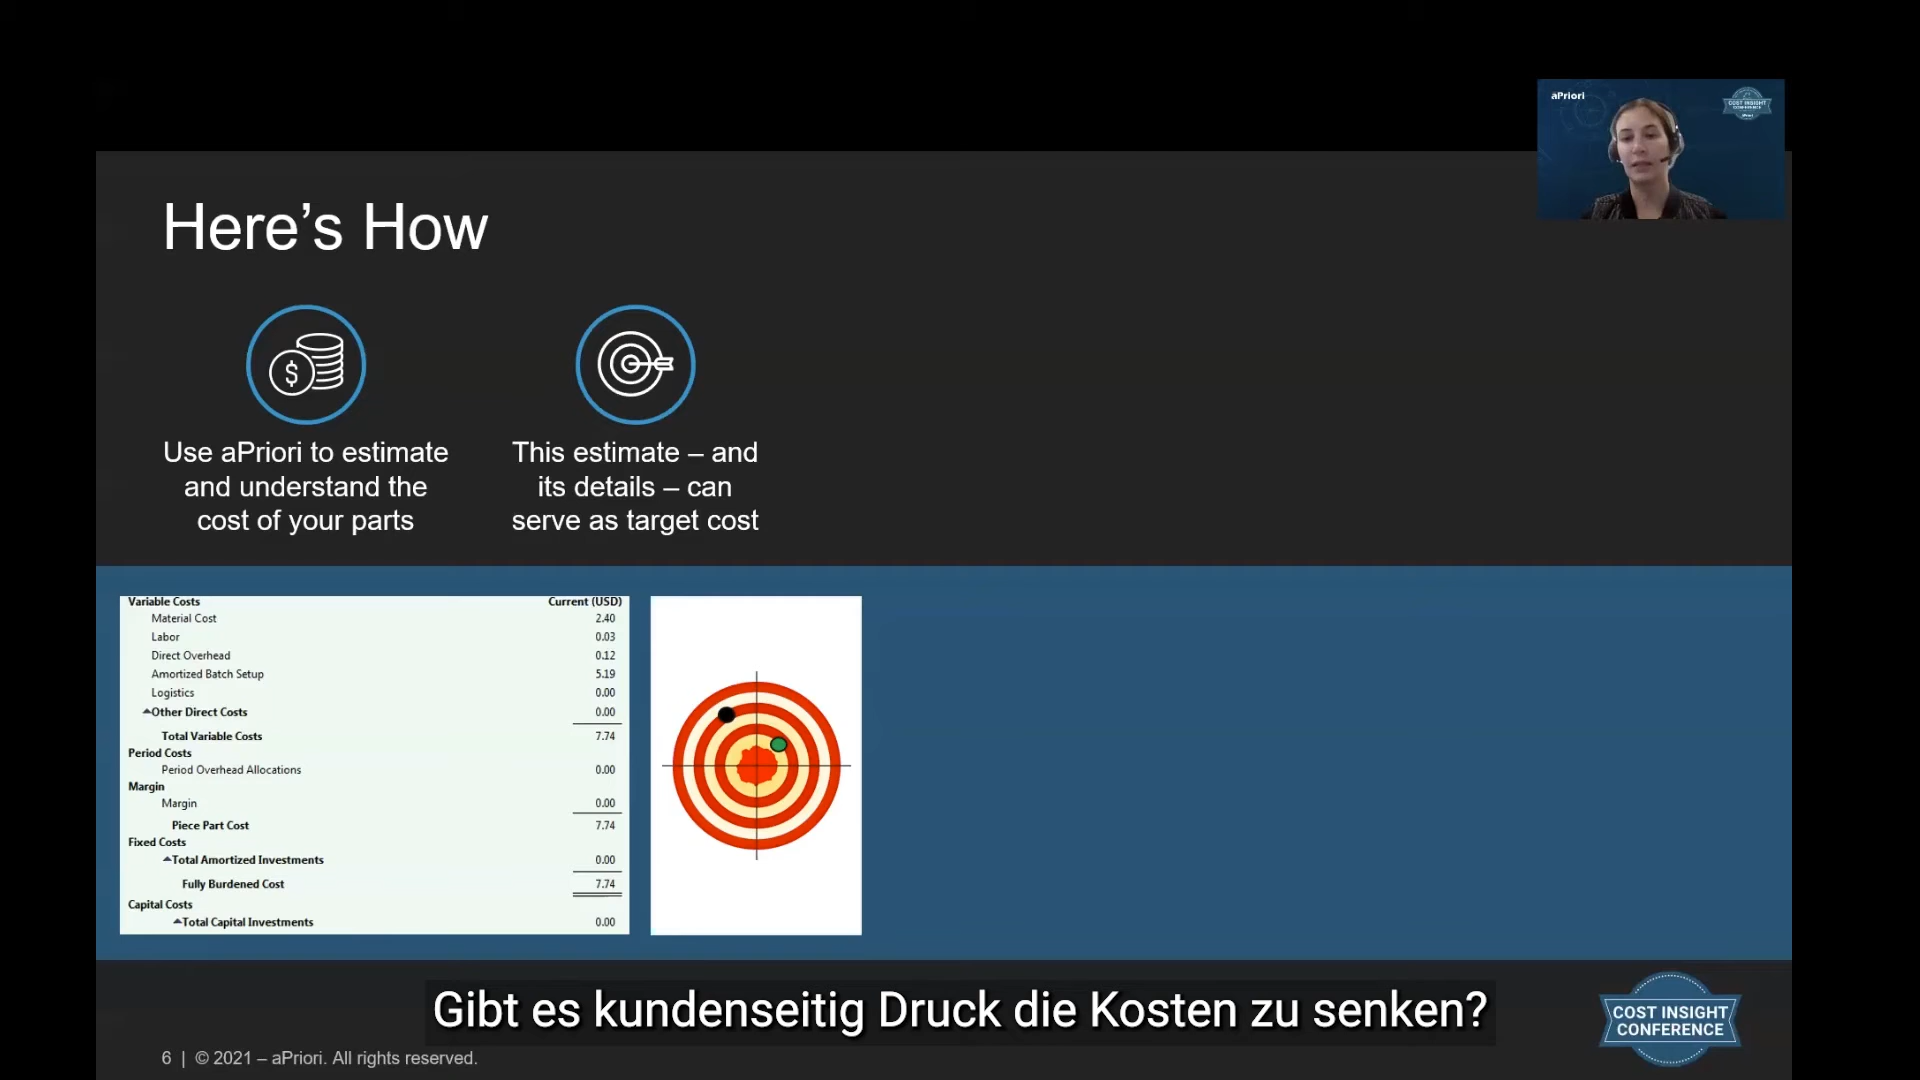 aPriori
COST INSIGHT
CONFERENCE
Here's How
$
Use aPriori to estimate
and understand the
cost of your parts
This estimate – and
its details – can
serve as target cost
Variable Costs Current (USD)
Material Cost 2.40
Labor 0.03
Direct Overhead 0.12
Amortized Batch Setup 5.19
Logistics 0.00
Other Direct Costs 0.00
Total Variable Costs 7.74
Period Costs
Period Overhead Allocations 0.00
Margin
Margin 0.00
Piece Part Cost 7.74
Fixed Costs
Total Amortized Investments 0.00
Fully Burdened Cost 7.74
Capital Costs
Total Capital Investments 0.00
Gibt es kundenseitig Druck die Kosten zu senken?
COST INSIGHT
CONFERENCE
6 | © 2021 – aPriori. All rights reserved.